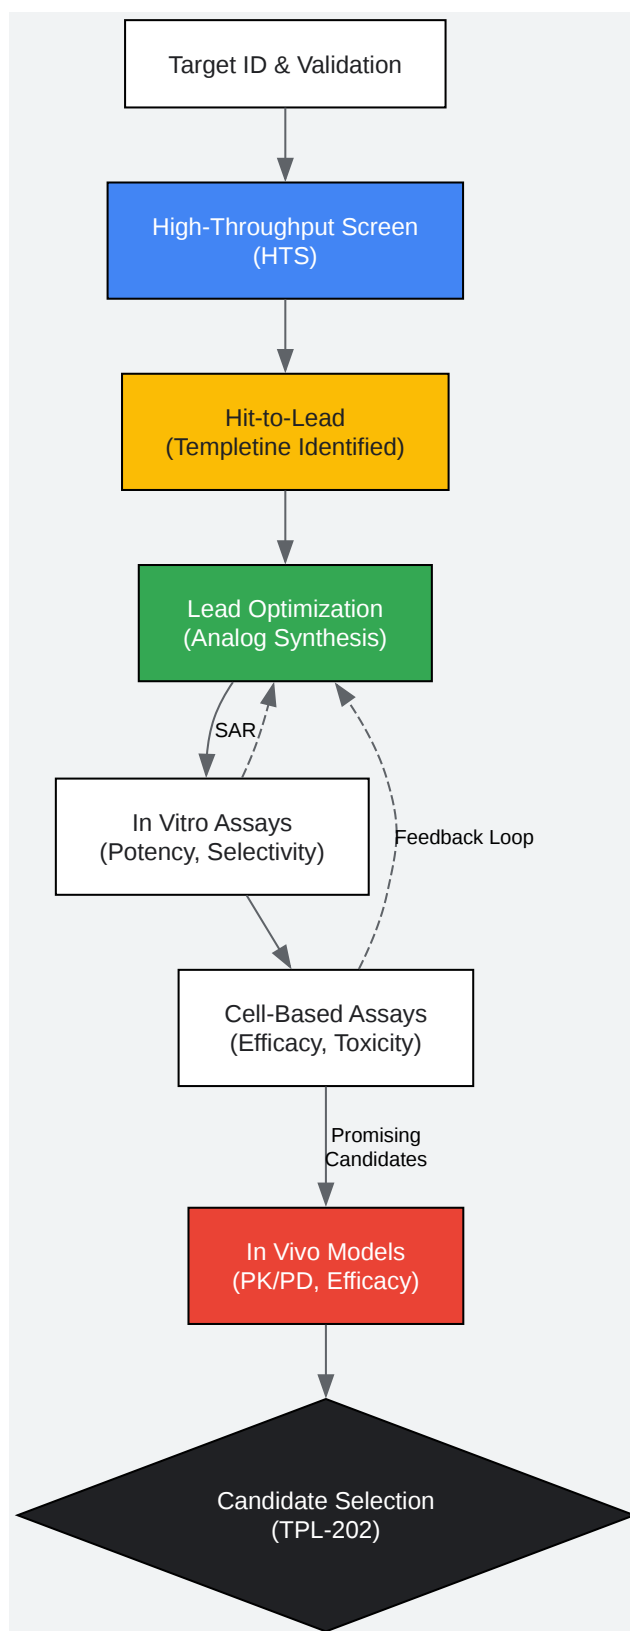 Target ID & Validation
High-Throughput Screen
(HTS)
Hit-to-Lead
(Templetine Identified)
Lead Optimization
(Analog Synthesis)
SAR
In Vitro Assays
(Potency, Selectivity)
Feedback Loop
Cell-Based Assays
(Efficacy, Toxicity)
Promising
Candidates
In Vivo Models
(PK/PD, Efficacy)
Candidate Selection
(TPL-202)